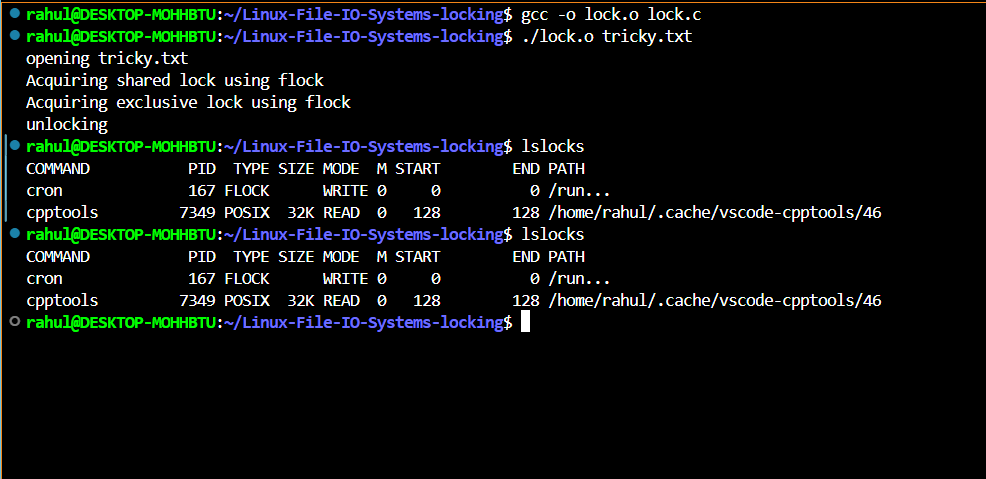 rahul@DESKTOP-MOHHBTU:~/Linux-File-IO-Systems-locking$ gcc -o lock.o lock.c
rahul@DESKTOP-MOHHBTU:~/Linux-File-IO-Systems-locking$ ./lock.o tricky.txt
opening tricky.txt
Acquiring shared lock using flock
Acquiring exclusive lock using flock
unlocking
rahul@DESKTOP-MOHHBTU:~/Linux-File-IO-Systems-locking$ lslocks
COMMAND           PID  TYPE SIZE MODE  M START        END PATH
cron              167 FLOCK      WRITE 0     0          0 /run...
cpptools         7349 POSIX  32K READ  0   128        128 /home/rahul/.cache/vscode-cpptools/46
rahul@DESKTOP-MOHHBTU:~/Linux-File-IO-Systems-locking$ lslocks
COMMAND           PID  TYPE SIZE MODE  M START        END PATH
cron              167 FLOCK      WRITE 0     0          0 /run...
cpptools         7349 POSIX  32K READ  0   128        128 /home/rahul/.cache/vscode-cpptools/46
rahul@DESKTOP-MOHHBTU:~/Linux-File-IO-Systems-locking$